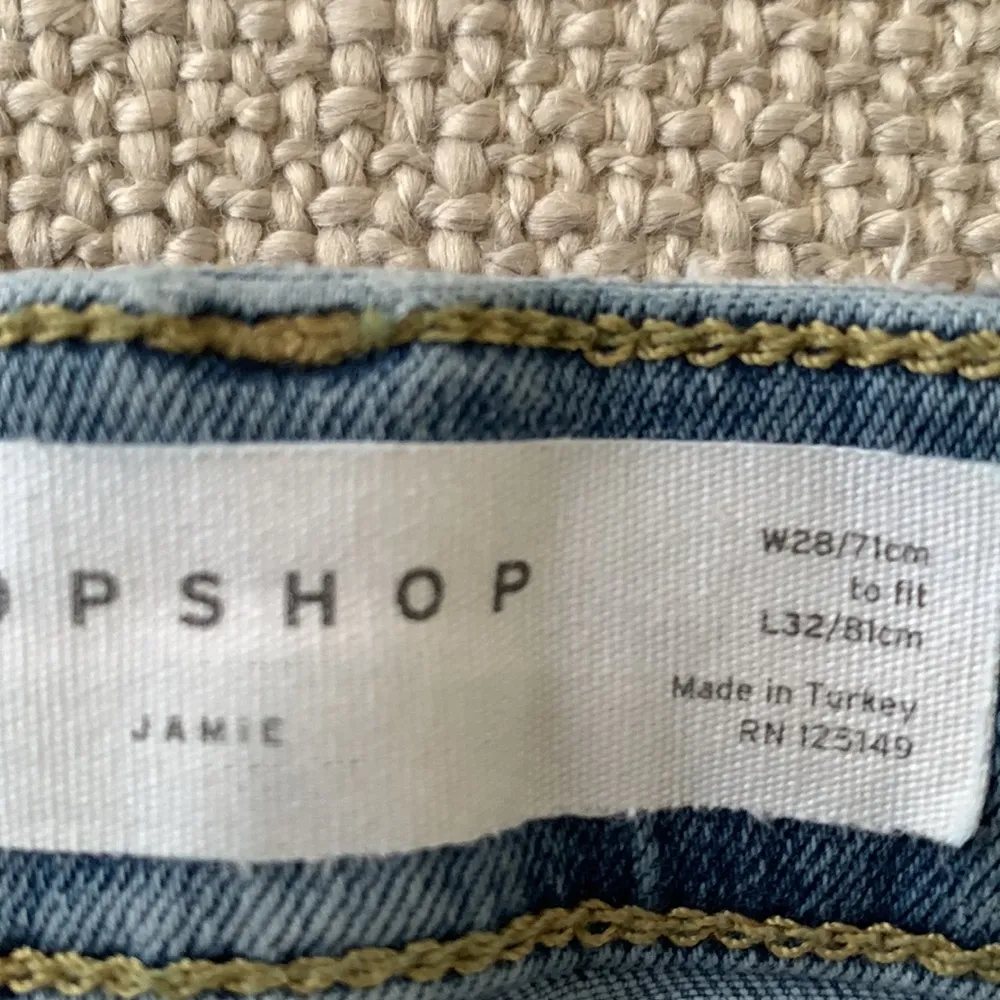 OPSHOP
JAMIE
W28/71cm
to fit
L32/81cm
Made in Turkey
RN 125149